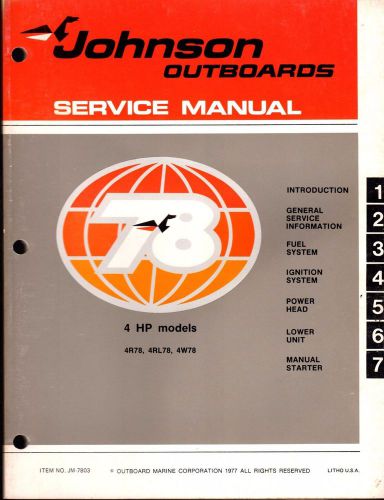 Johnson
OUTBOARDS
SERVICE MANUAL
78
4 HP models
4R78, 4RL78, 4W78
INTRODUCTION 1
GENERAL
SERVICE
INFORMATION 2
FUEL
SYSTEM 3
IGNITION
SYSTEM 4
POWER
HEAD 5
LOWER
UNIT 6
MANUAL
STARTER 7
ITEM NO. JM-7803
© OUTBOARD MARINE CORPORATION 1977 ALL RIGHTS RESERVED
LITHO U.S.A.